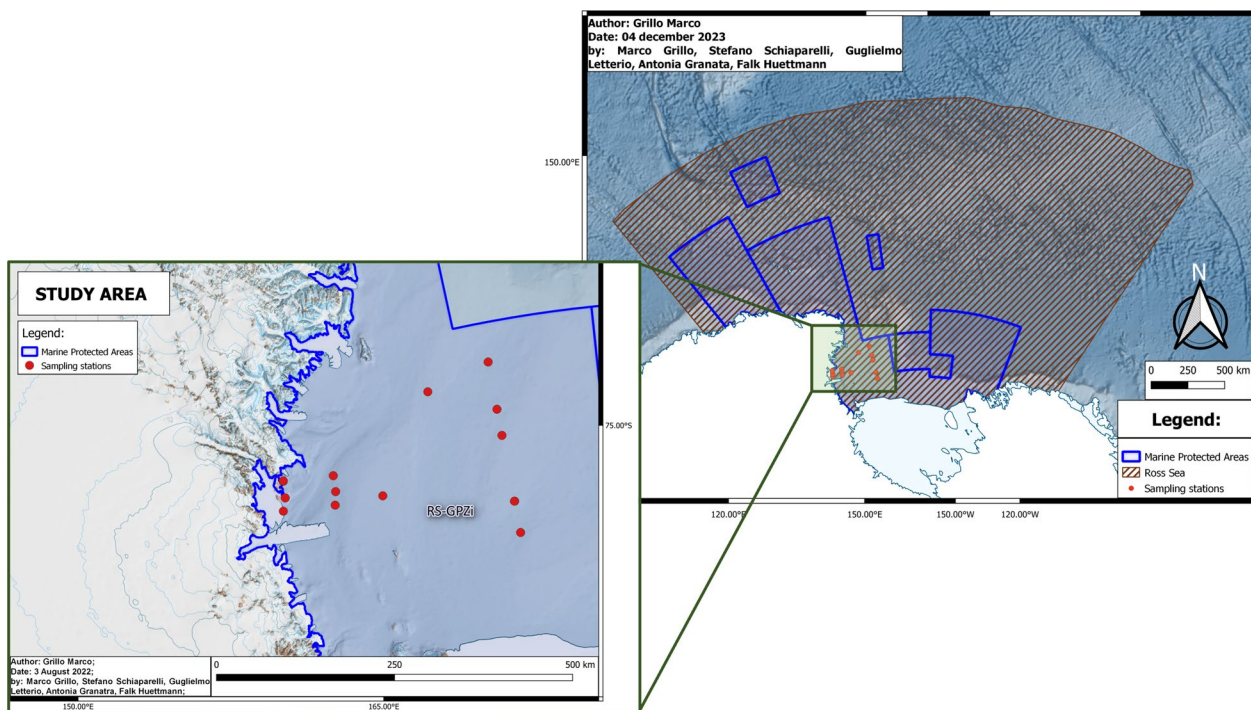 Author: Grillo Marco
Date: 04 december 2023
by: Marco Grillo, Stefano Schiaparelli, Guglielmo
Letterio, Antonia Granata, Falk Huettmann
150.00°E
N
0 250 500 km
Legend:
Marine Protected Areas
Ross Sea
Sampling stations
120.00°E 150.00°E 150.00°W 120.00°W
STUDY AREA
Legend:
Marine Protected Areas
Sampling stations
75.00°S
RS-GPZi
Author: Grillo Marco;
Date: 3 August 2022;
by: Marco Grillo, Stefano Schiaparelli, Guglielmo
Letterio, Antonia Granatra, Falk Huettmann;
0 250 500 km
150.00°E 165.00°E